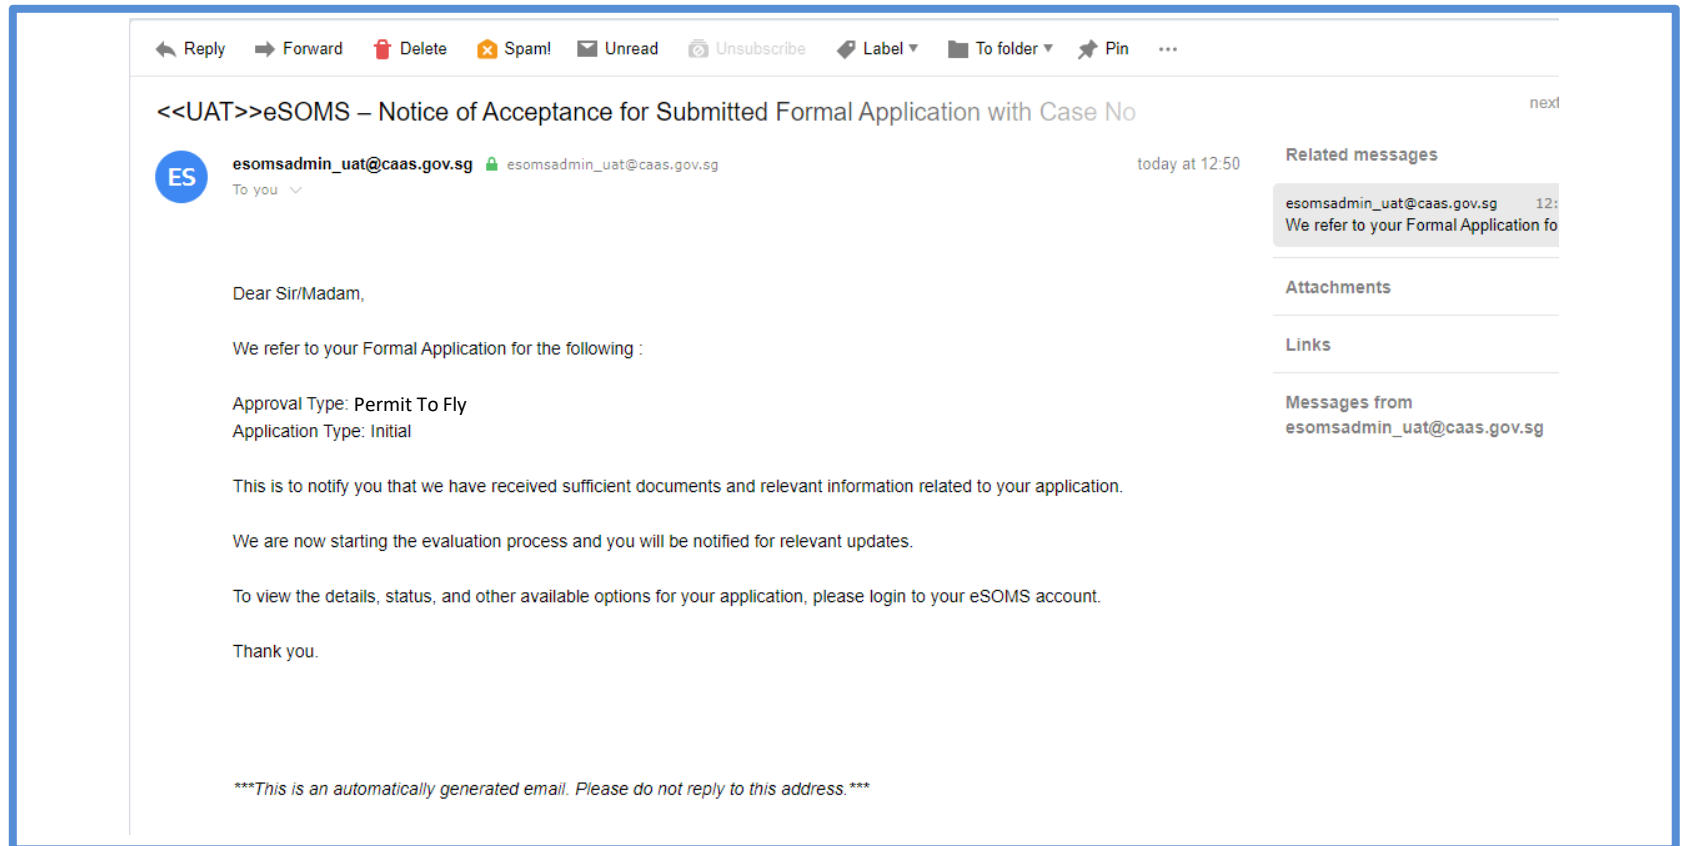 Reply Forward Delete Spam! Unread Unsubscribe Label To folder Pin ...
<<UAT>>eSOMS – Notice of Acceptance for Submitted Formal Application with Case No
next
ES
esomsadmin_uat@caas.gov.sg esomsadmin_uat@caas.gov.sg
today at 12:50
To you
Dear Sir/Madam,
We refer to your Formal Application for the following :
Approval Type: Permit To Fly
Application Type: Initial
This is to notify you that we have received sufficient documents and relevant information related to your application.
We are now starting the evaluation process and you will be notified for relevant updates.
To view the details, status, and other available options for your application, please login to your eSOMS account.
Thank you.
***This is an automatically generated email. Please do not reply to this address.***
Related messages
esomsadmin_uat@caas.gov.sg 12:
We refer to your Formal Application fo
Attachments
Links
Messages from
esomsadmin_uat@caas.gov.sg